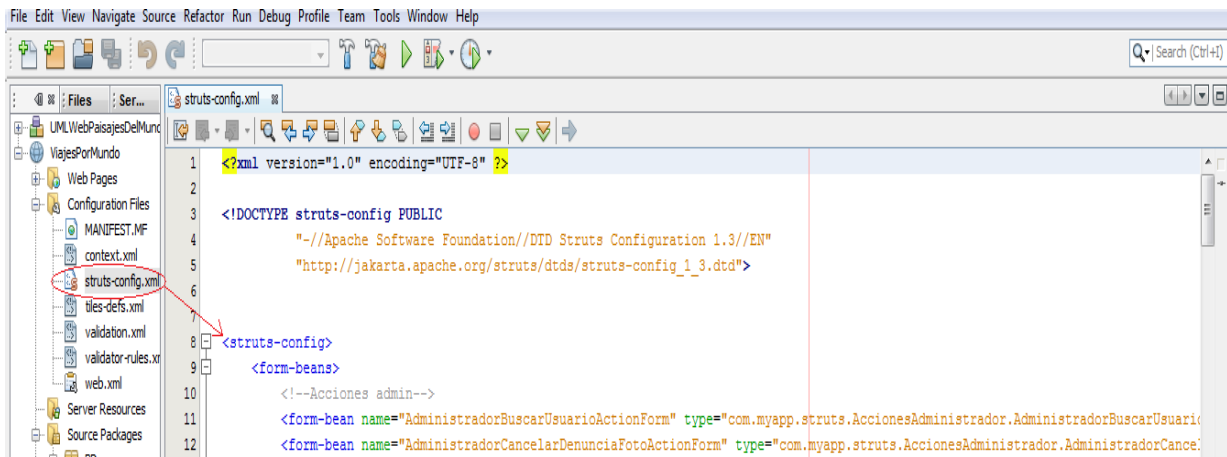 File Edit View Navigate Source Refactor Run Debug Profile Team Tools Window Help
Search (Ctrl+I)
Files Ser...
struts-config.xml
UMLWebPaisajesDelMund
ViajesPorMundo
Web Pages
Configuration Files
MANIFEST.MF
context.xml
struts-config.xml
tiles-defs.xml
validation.xml
validator-rules.xm
web.xml
Server Resources
Source Packages
1 <?xml version="1.0" encoding="UTF-8" ?>
2
3 <!DOCTYPE struts-config PUBLIC
4 "-//Apache Software Foundation//DTD Struts Configuration 1.3//EN"
5 "http://jakarta.apache.org/struts/dtds/struts-config_1_3.dtd">
6
7
8 <struts-config>
9 <form-beans>
10 <!--Acciones admin-->
11 <form-bean name="AdministradorBuscarUsuarioActionForm" type="com.myapp.struts.AccionesAdministrador.AdministradorBuscarUsuario
12 <form-bean name="AdministradorCancelarDenunciaFotoActionForm" type="com.myapp.struts.AccionesAdministrador.AdministradorCancel